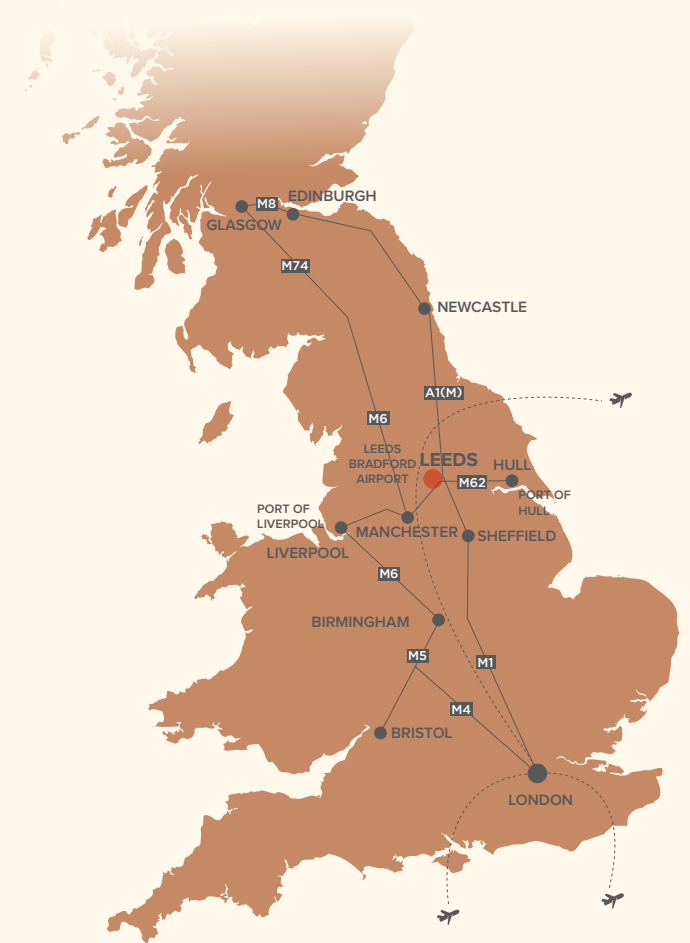 EDINBURGH
M8
GLASGOW
M74
NEWCASTLE
A1(M)
M6
LEEDS
BRADFORD
AIRPORT
LEEDS
HULL
M62
PORT OF
HULL
PORT OF
LIVERPOOL
MANCHESTER
SHEFFIELD
LIVERPOOL
M6
BIRMINGHAM
M5
M1
M4
BRISTOL
LONDON